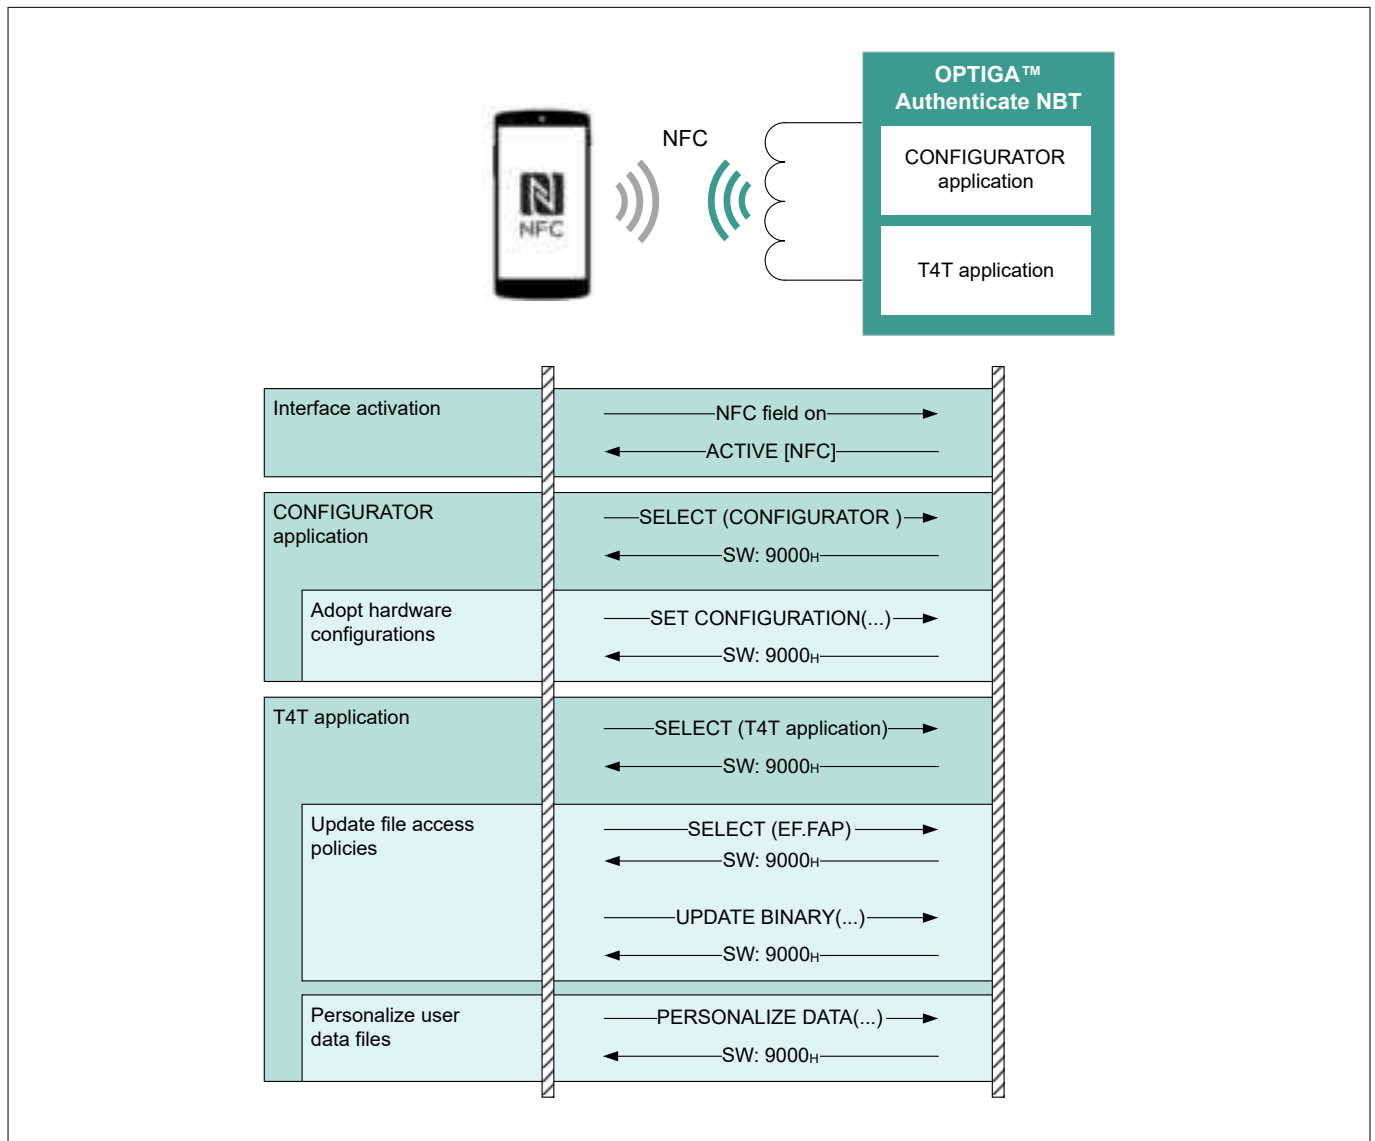 OPTIGA™
Authenticate NBT
NFC
CONFIGURATOR
application
NFC
T4T application
Interface activation
NFC field on
ACTIVE [NFC]
CONFIGURATOR
application
SELECT (CONFIGURATOR )
SW: 9000H
Adopt hardware
configurations
SET CONFIGURATION(...)
SW: 9000H
T4T application
SELECT (T4T application)
SW: 9000H
Update file access
policies
SELECT (EF.FAP)
SW: 9000H
UPDATE BINARY(...)
SW: 9000H
Personalize user
data files
PERSONALIZE DATA(...)
SW: 9000H